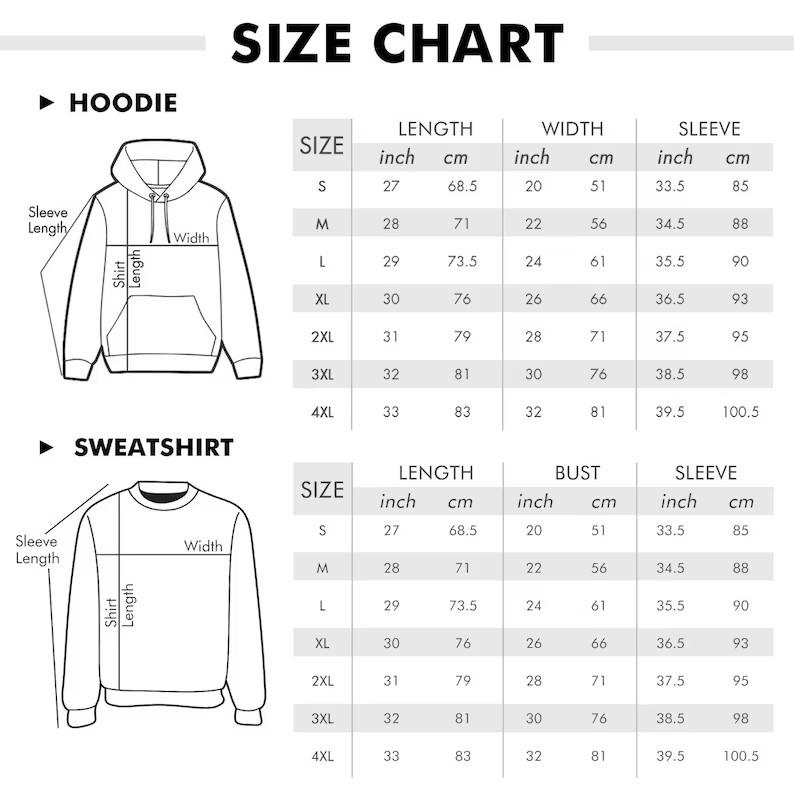 SIZE CHART
HOODIE
Sleeve
Length
Width
Shirt
Length
SIZE LENGTH WIDTH SLEEVE
inch cm inch cm inch cm
S 27 68.5 20 51 33.5 85
M 28 71 22 56 34.5 88
L 29 73.5 24 61 35.5 90
XL 30 76 26 66 36.5 93
2XL 31 79 28 71 37.5 95
3XL 32 81 30 76 38.5 98
4XL 33 83 32 81 39.5 100.5
SWEATSHIRT
Sleeve
Length
Width
Shirt
Length
SIZE LENGTH BUST SLEEVE
inch cm inch cm inch cm
S 27 68.5 20 51 33.5 85
M 28 71 22 56 34.5 88
L 29 73.5 24 61 35.5 90
XL 30 76 26 66 36.5 93
2XL 31 79 28 71 37.5 95
3XL 32 81 30 76 38.5 98
4XL 33 83 32 81 39.5 100.5